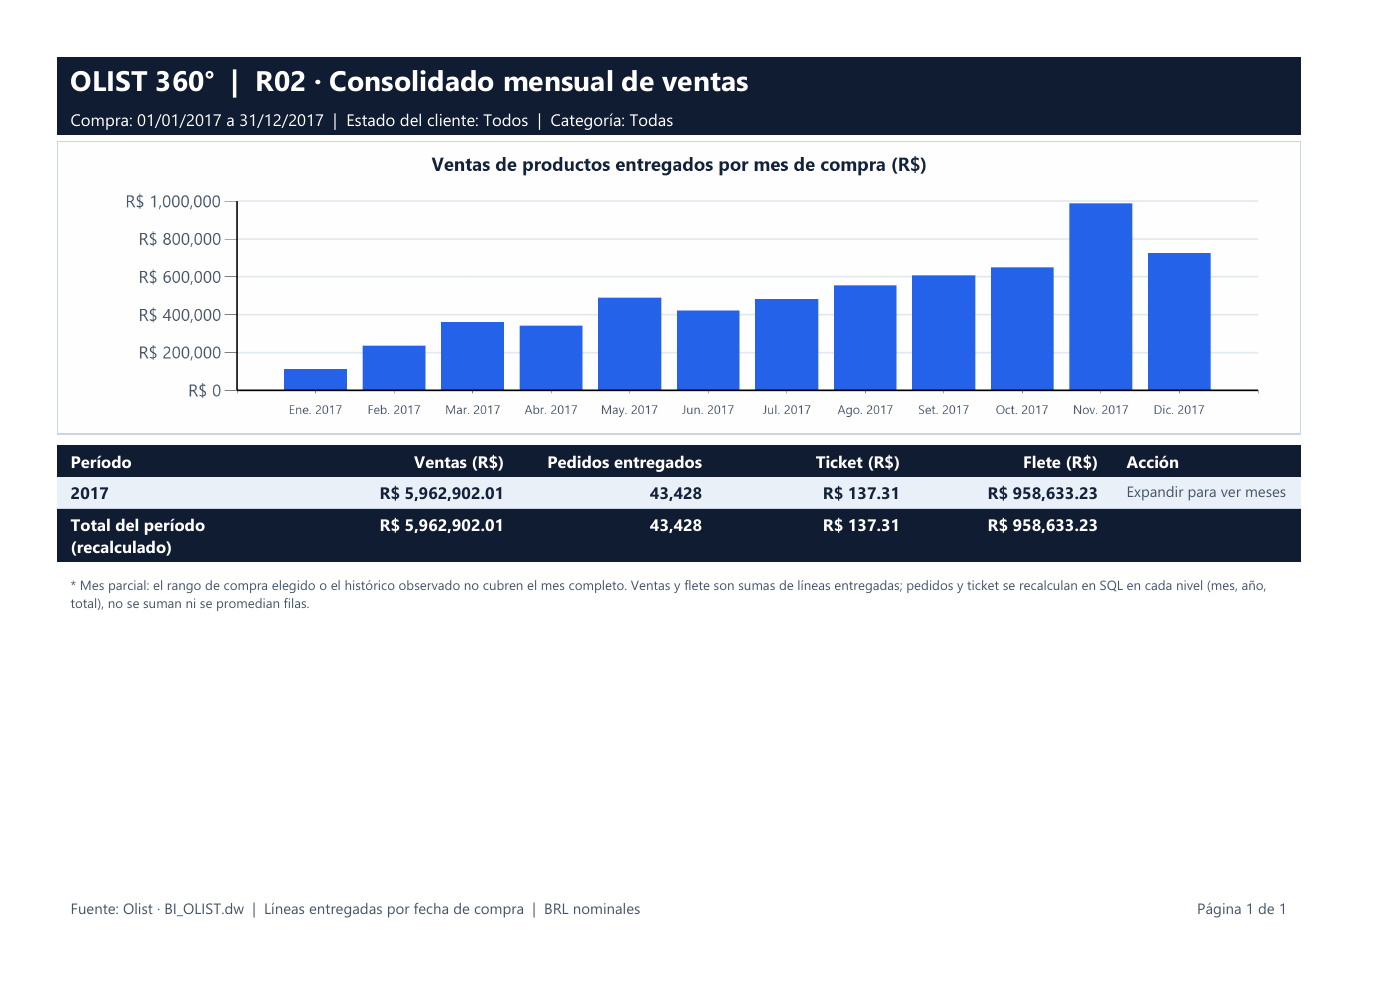 OLIST 360° | R02 · Consolidado mensual de ventas
Compra: 01/01/2017 a 31/12/2017 | Estado del cliente: Todos | Categoría: Todas
Ventas de productos entregados por mes de compra (R$)
R$ 1,000,000
R$ 800,000
R$ 600,000
R$ 400,000
R$ 200,000
R$ 0
Ene. 2017 Feb. 2017 Mar. 2017 Abr. 2017 May. 2017 Jun. 2017 Jul. 2017 Ago. 2017 Set. 2017 Oct. 2017 Nov. 2017 Dic. 2017
Período Ventas (R$) Pedidos entregados Ticket (R$) Flete (R$) Acción
2017 R$ 5,962,902.01 43,428 R$ 137.31 R$ 958,633.23 Expandir para ver meses
Total del período R$ 5,962,902.01 43,428 R$ 137.31 R$ 958,633.23
(recalculado)
* Mes parcial: el rango de compra elegido o el histórico observado no cubren el mes completo. Ventas y flete son sumas de líneas entregadas; pedidos y ticket se recalculan en SQL en cada nivel (mes, año,
total), no se suman ni se promedian filas.
Fuente: Olist · BI_OLIST.dw | Líneas entregadas por fecha de compra | BRL nominales
Página 1 de 1